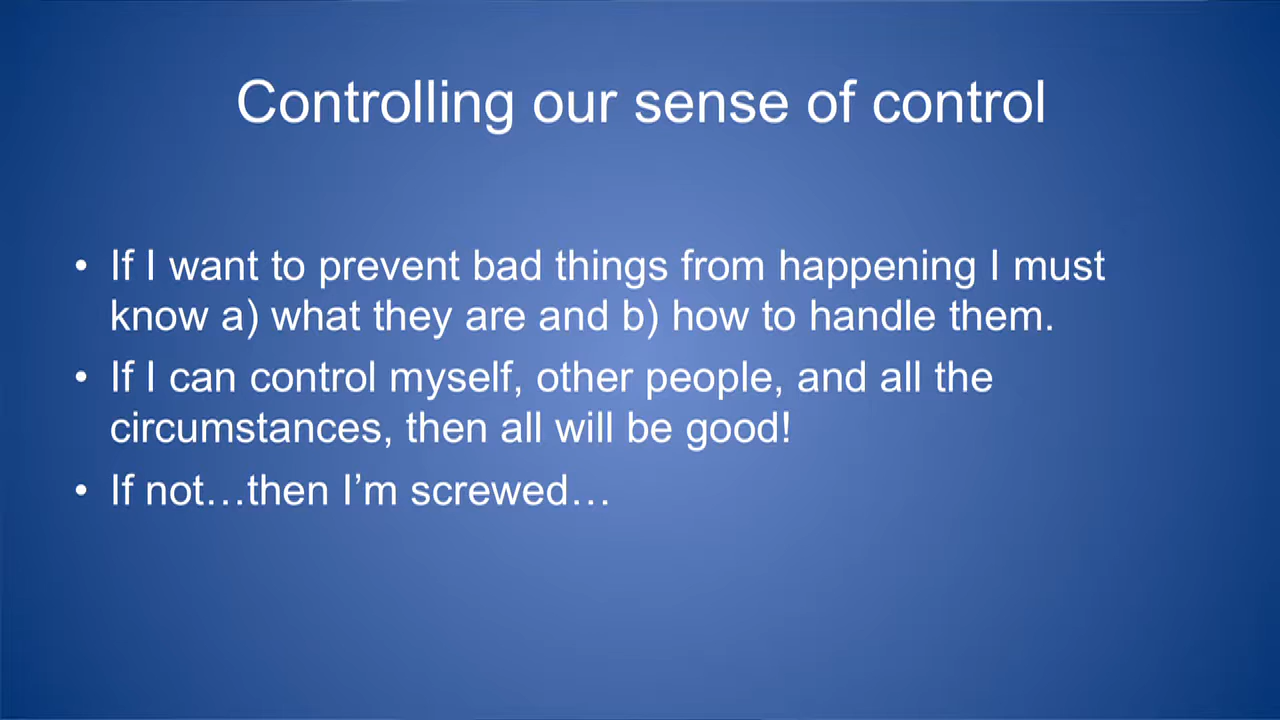 Controlling our sense of control
• If I want to prevent bad things from happening I must
know a) what they are and b) how to handle them.
• If I can control myself, other people, and all the
circumstances, then all will be good!
• If not…then I’m screwed…